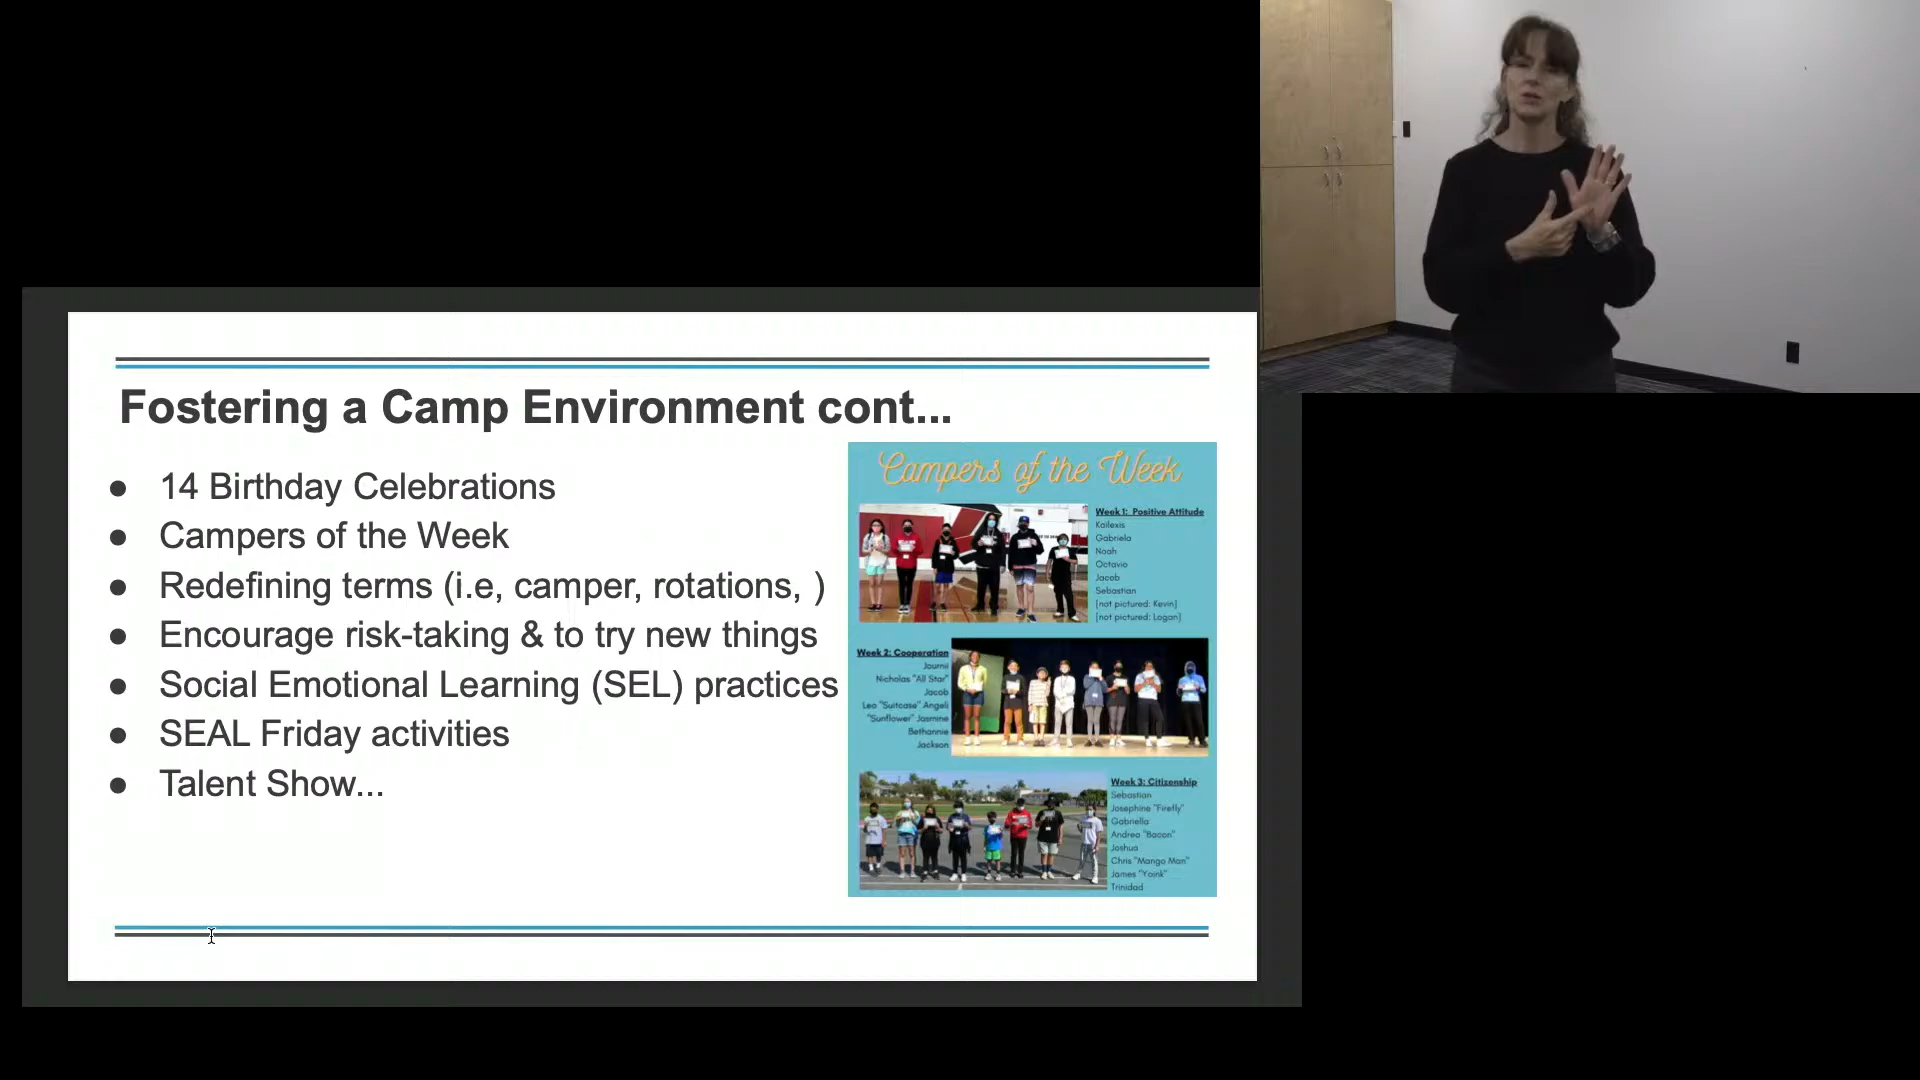 Fostering a Camp Environment cont...
● 14 Birthday Celebrations
● Campers of the Week
● Redefining terms (i.e, camper, rotations, )
● Encourage risk-taking & to try new things
● Social Emotional Learning (SEL) practices
● SEAL Friday activities
● Talent Show...
Campers of the Week
Week 1: Positive Attitude
Kailexis
Gabriela
Noah
Octavio
Jacob
Sebastian
[not pictured: Kevin]
[not pictured: Logan]
Week 2: Cooperation
Journii
Nicholas "All Star"
Jacob
Leo "Suitcase" Angeli
"Sunflower" Jasmine
Bethannie
Jackson
Week 3: Citizenship
Sebastian
Josephine "Firefly"
Gabriella
Andrea "Bacon"
Joshua
Chris "Mango Man"
James "Yoink"
Trinidad